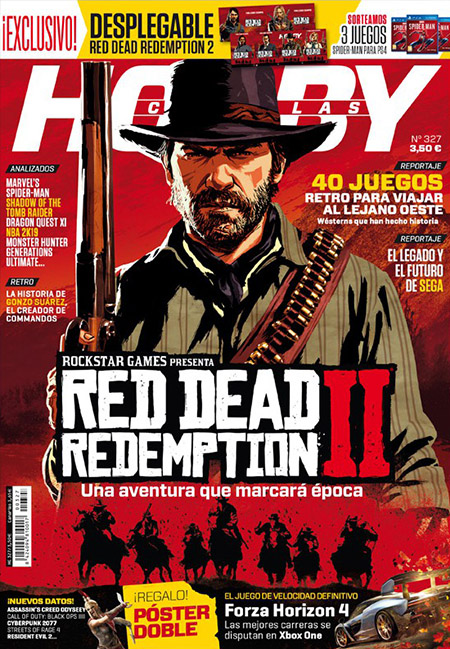 ¡EXCLUSIVO!
DESPLEGABLE
RED DEAD REDEMPTION 2
SORTEAMOS
3 JUEGOS
SPIDER-MAN PARA PS4
HOBBY
CONSOLAS
Nº 327
3,50 €
ANALIZADOS
MARVEL'S
SPIDER-MAN
SHADOW OF THE
TOMB RAIDER
DRAGON QUEST XI
NBA 2K19
MONSTER HUNTER
GENERATIONS
ULTIMATE...
RETRO
LA HISTORIA DE
GONZO SUÁREZ,
EL CREADOR DE
COMMANDOS
REPORTAJE
40 JUEGOS
RETRO PARA VIAJAR
AL LEJANO OESTE
Wésterns que han hecho historia
REPORTAJE
EL LEGADO Y
EL FUTURO
DE SEGA
ROCKSTAR GAMES PRESENTA
RED DEAD
REDEMPTION II
Una aventura que marcará época
¡NUEVOS DATOS!
ASSASSIN'S CREED ODYSSEY
CALL OF DUTY: BLACK OPS IIII
CYBERPUNK 2077
STREETS OF RAGE 4
RESIDENT EVIL 2...
¡REGALO!
PÓSTER
DOBLE
EL JUEGO DE VELOCIDAD DEFINITIVO
Forza Horizon 4
Las mejores carreras se
disputan en Xbox One